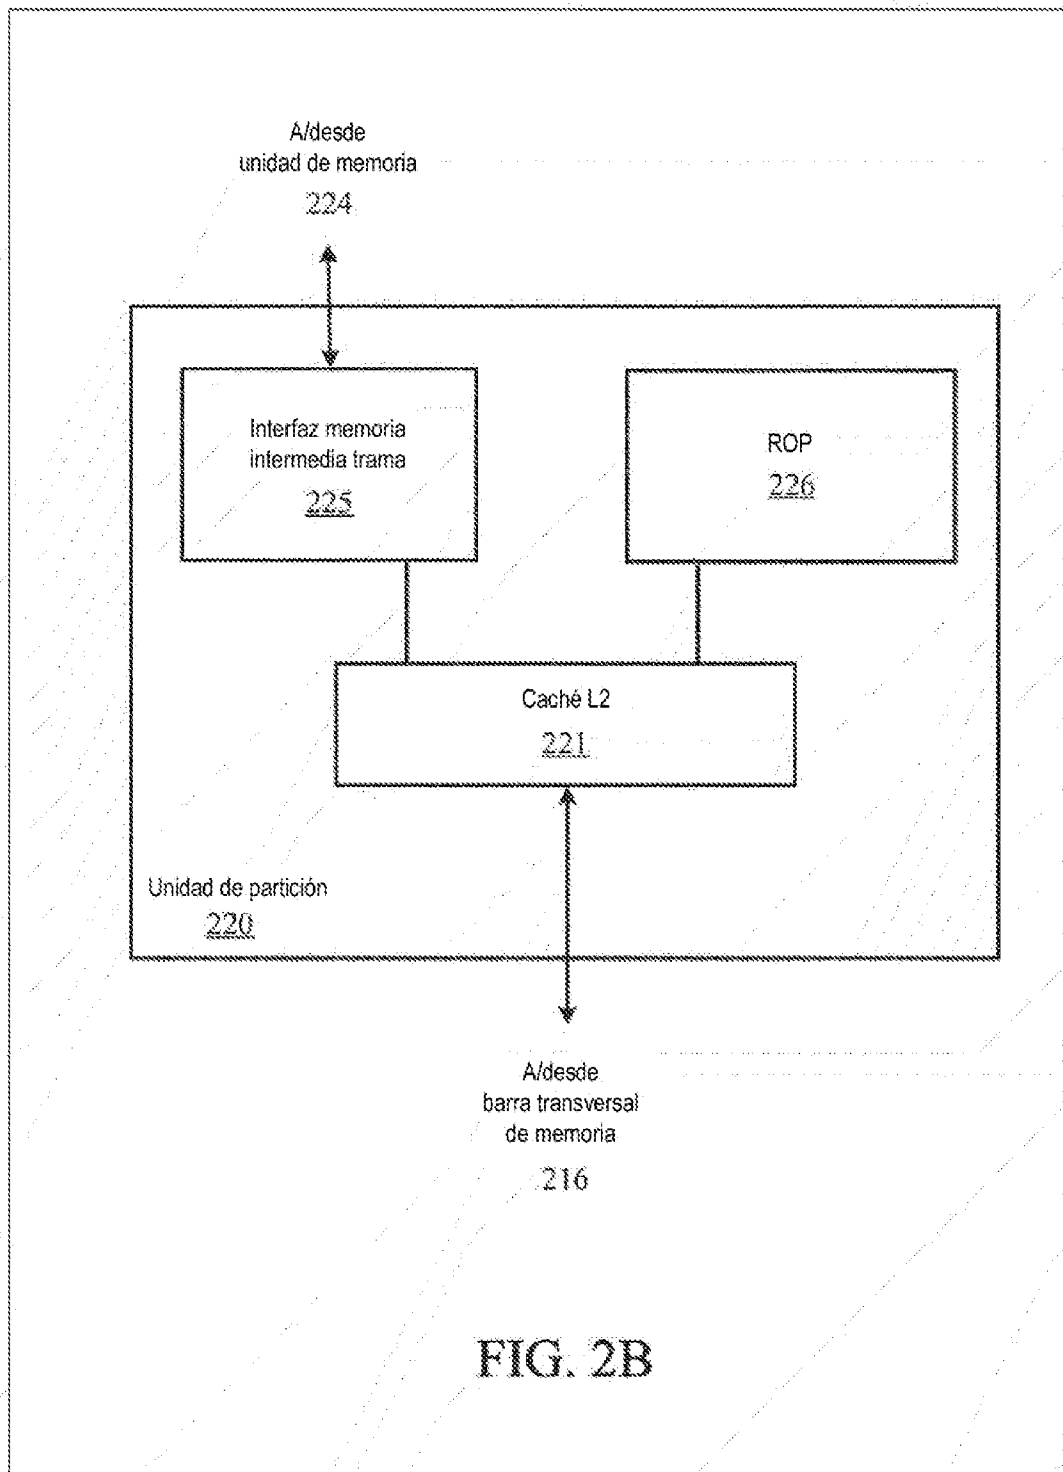 A/desde
unidad de memoria
224
Interfaz memoria
intermedia trama
225
ROP
226
Caché L2
221
Unidad de partición
220
A/desde
barra transversal
de memoria
216
FIG. 2B